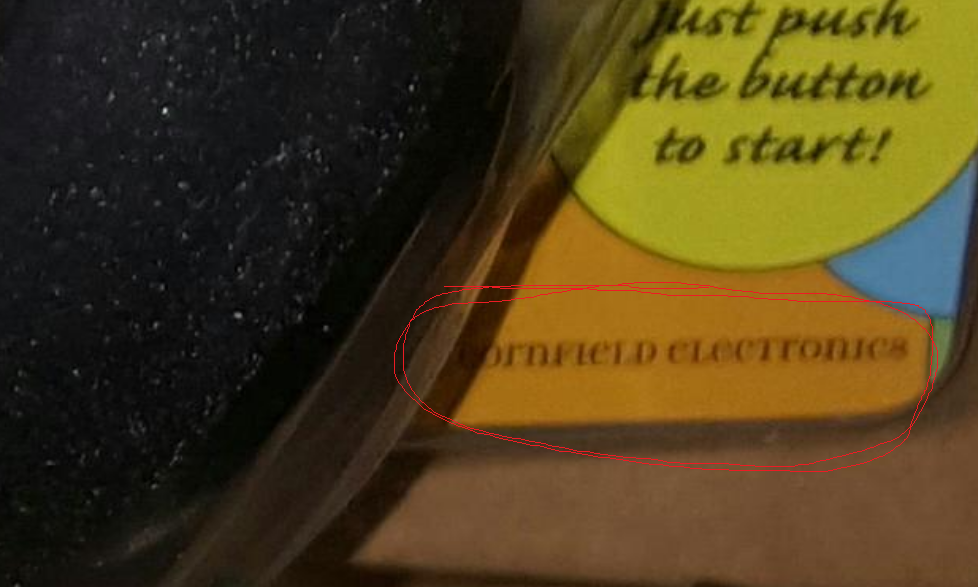 Just push
the button
to start!
CORNFIELD ELECTRONICS